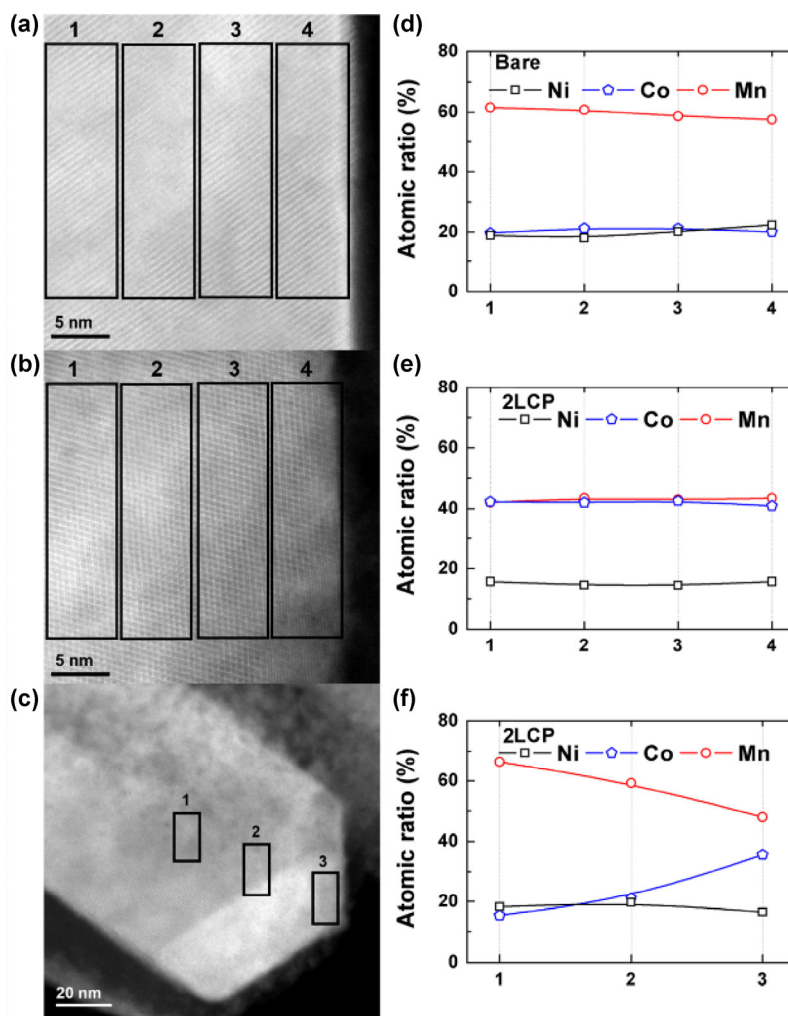 (a)
1 2 3 4
5 nm
(d)
Bare
Ni Co Mn
Atomic ratio (%)
80
60
40
20
0
1 2 3 4
(b)
1 2 3 4
5 nm
(e)
2LCP
Ni Co Mn
Atomic ratio (%)
80
60
40
20
0
1 2 3 4
(c)
1
2
3
20 nm
(f)
2LCP
Ni Co Mn
Atomic ratio (%)
80
60
40
20
0
1 2 3